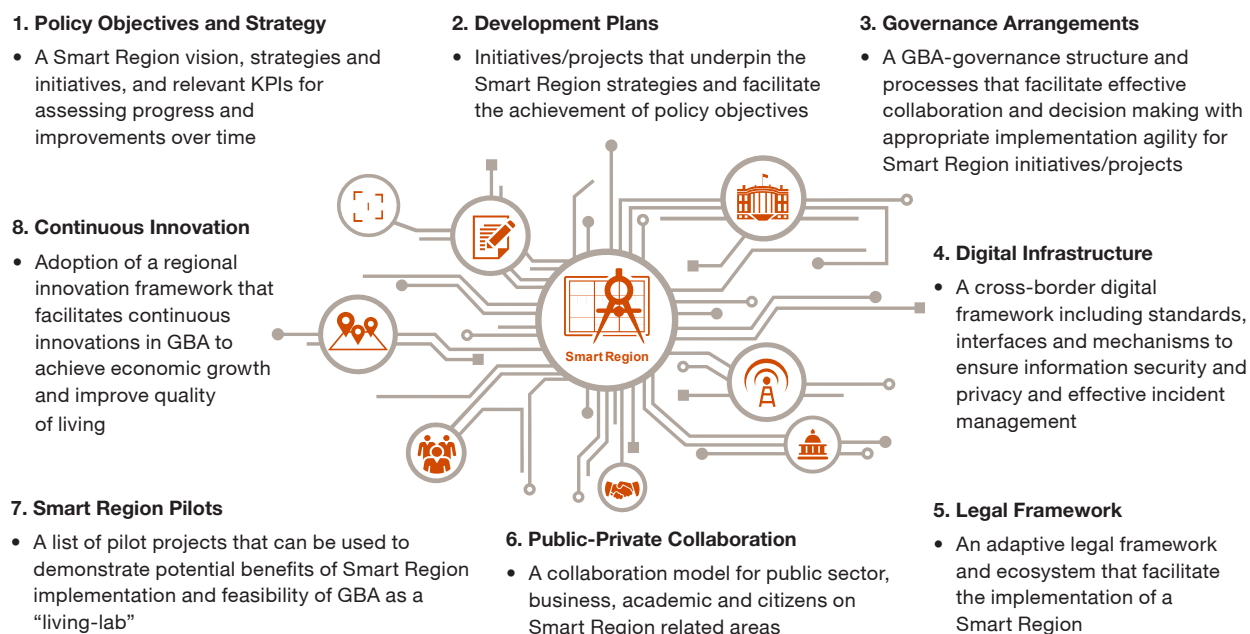 1. Policy Objectives and Strategy
• A Smart Region vision, strategies and
initiatives, and relevant KPIs for
assessing progress and
improvements over time
2. Development Plans
• Initiatives/projects that underpin the
Smart Region strategies and facilitate
the achievement of policy objectives
3. Governance Arrangements
• A GBA-governance structure and
processes that facilitate effective
collaboration and decision making with
appropriate implementation agility for
Smart Region initiatives/projects
4. Digital Infrastructure
• A cross-border digital
framework including standards,
interfaces and mechanisms to
ensure information security and
privacy and effective incident
management
5. Legal Framework
• An adaptive legal framework
and ecosystem that facilitate
the implementation of a
Smart Region
6. Public-Private Collaboration
• A collaboration model for public sector,
business, academic and citizens on
Smart Region related areas
7. Smart Region Pilots
• A list of pilot projects that can be used to
demonstrate potential benefits of Smart Region
implementation and feasibility of GBA as a
“living-lab”
8. Continuous Innovation
• Adoption of a regional
innovation framework that
facilitates continuous
innovations in GBA to
achieve economic growth
and improve quality
of living
Smart Region